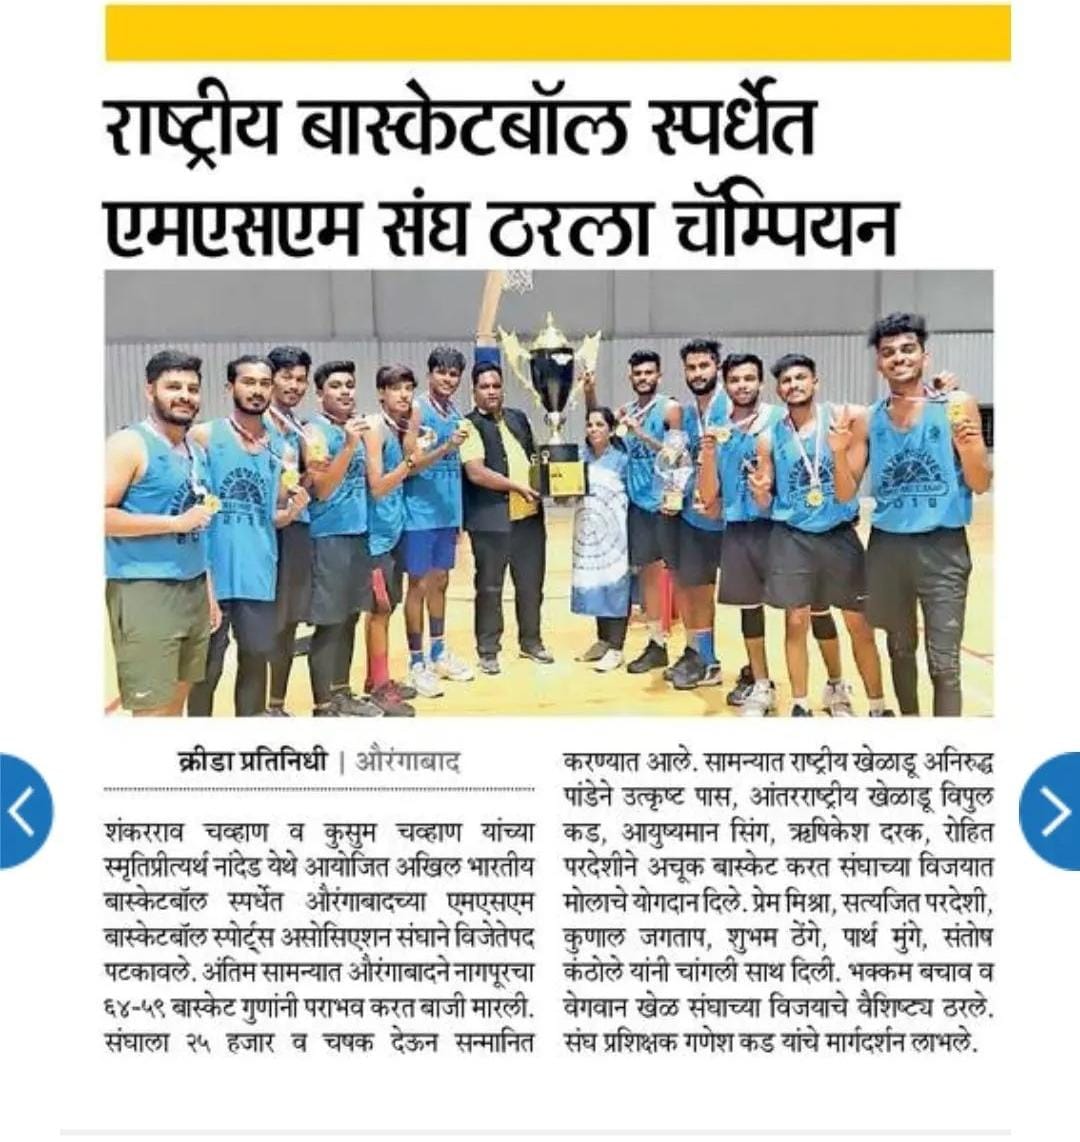 राष्ट्रीय बास्केटबॉल स्पर्धेत
एमएसएम संघ ठरला चॅम्पियन
क्रीडा प्रतिनिधी | औरंगाबाद
शंकरराव चव्हाण व कुसुम चव्हाण यांच्या
स्मृतिप्रीत्यर्थ नांदेड येथे आयोजित अखिल भारतीय
बास्केटबॉल स्पर्धेत औरंगाबादच्या एमएसएम
बास्केटबॉल स्पोर्ट्स असोसिएशन संघाने विजेतेपद
पटकावले. अंतिम सामन्यात औरंगाबादने नागपूरचा
६४-५९ बास्केट गुणांनी पराभव करत बाजी मारली.
संघाला २५ हजार व चषक देऊन सन्मानित
करण्यात आले. सामन्यात राष्ट्रीय खेळाडू अनिरुद्ध
पांडेने उत्कृष्ट पास, आंतरराष्ट्रीय खेळाडू विपुल
कड, आयुष्यमान सिंग, ऋषिकेश दरक, रोहित
परदेशीने अचूक बास्केट करत संघाच्या विजयात
मोलाचे योगदान दिले. प्रेम मिश्रा, सत्यजित परदेशी,
कुणाल जगताप, शुभम ठेंगे, पार्थ मुंगे, संतोष
कंठोले यांनी चांगली साथ दिली. भक्कम बचाव व
वेगवान खेळ संघाच्या विजयाचे वैशिष्ट्य ठरले.
संघ प्रशिक्षक गणेश कड यांचे मार्गदर्शन लाभले.